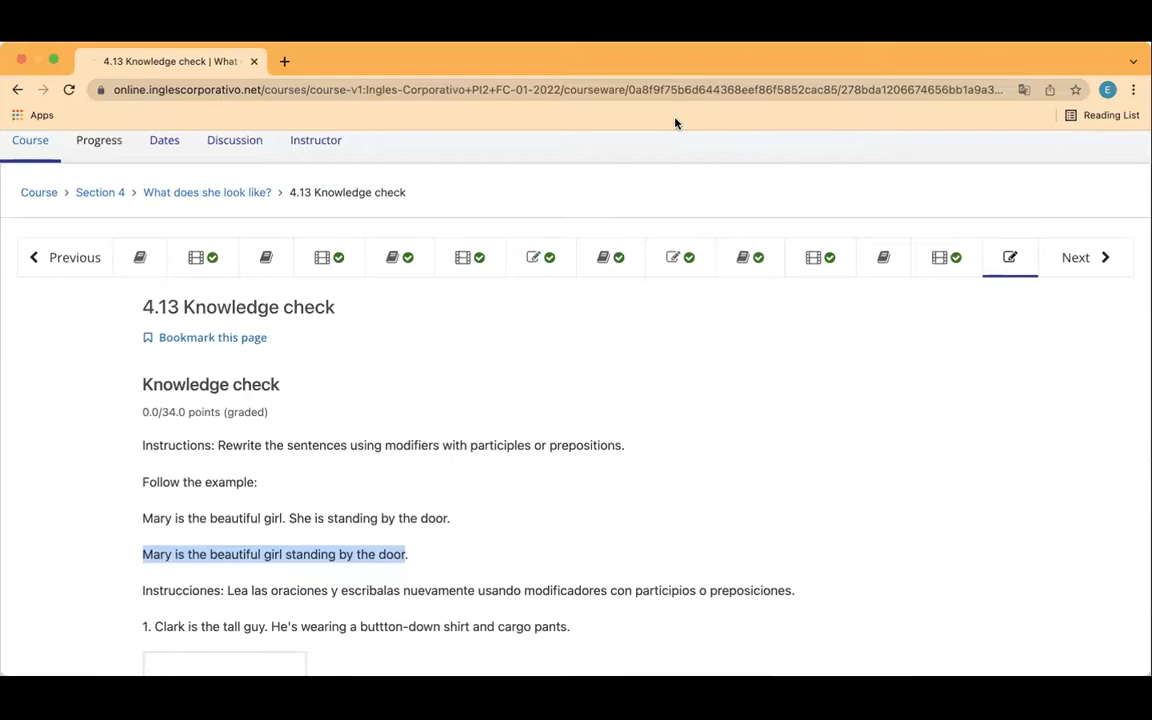 4.13 Knowledge check | What
online.inglescorporativo.net/courses/course-v1:Ingles-Corporativo+PI2+FC-01-2022/courseware/0a8f9f75b6d644368eef86f5852cac85/278bda1206674656bb1a9a3...
E
Apps
Reading List
Course Progress Dates Discussion Instructor
Course > Section 4 > What does she look like? > 4.13 Knowledge check
Previous Next
4.13 Knowledge check
Bookmark this page
Knowledge check
0.0/34.0 points (graded)
Instructions: Rewrite the sentences using modifiers with participles or prepositions.
Follow the example:
Mary is the beautiful girl. She is standing by the door.
Mary is the beautiful girl standing by the door.
Instrucciones: Lea las oraciones y escribalas nuevamente usando modificadores con participios o preposiciones.
1. Clark is the tall guy. He's wearing a buttton-down shirt and cargo pants.